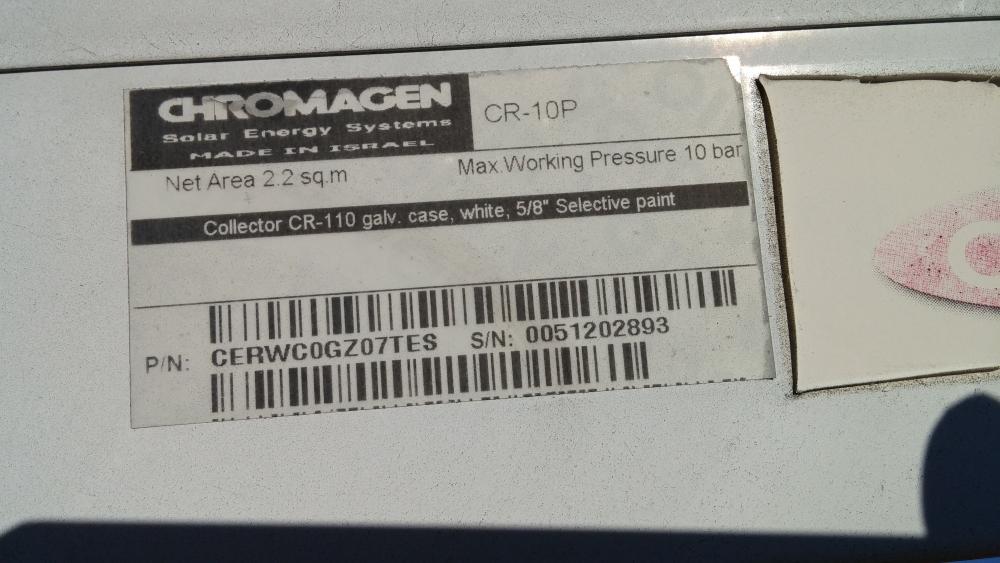 CHROMAGEN
Solar Energy Systems
MADE IN ISRAEL
CR-10P
Net Area 2.2 sq.m
Max.Working Pressure 10 bar
Collector CR-110 galv. case, white, 5/8" Selective paint
P/N: CERWC0GZ07TES S/N: 0051202893